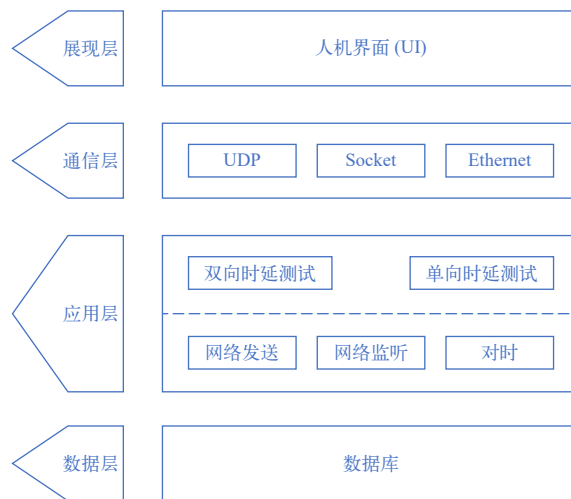 展现层
人机界面 (UI)
通信层
UDP
Socket
Ethernet
应用层
双向时延测试
单向时延测试
网络发送
网络监听
对时
数据层
数据库